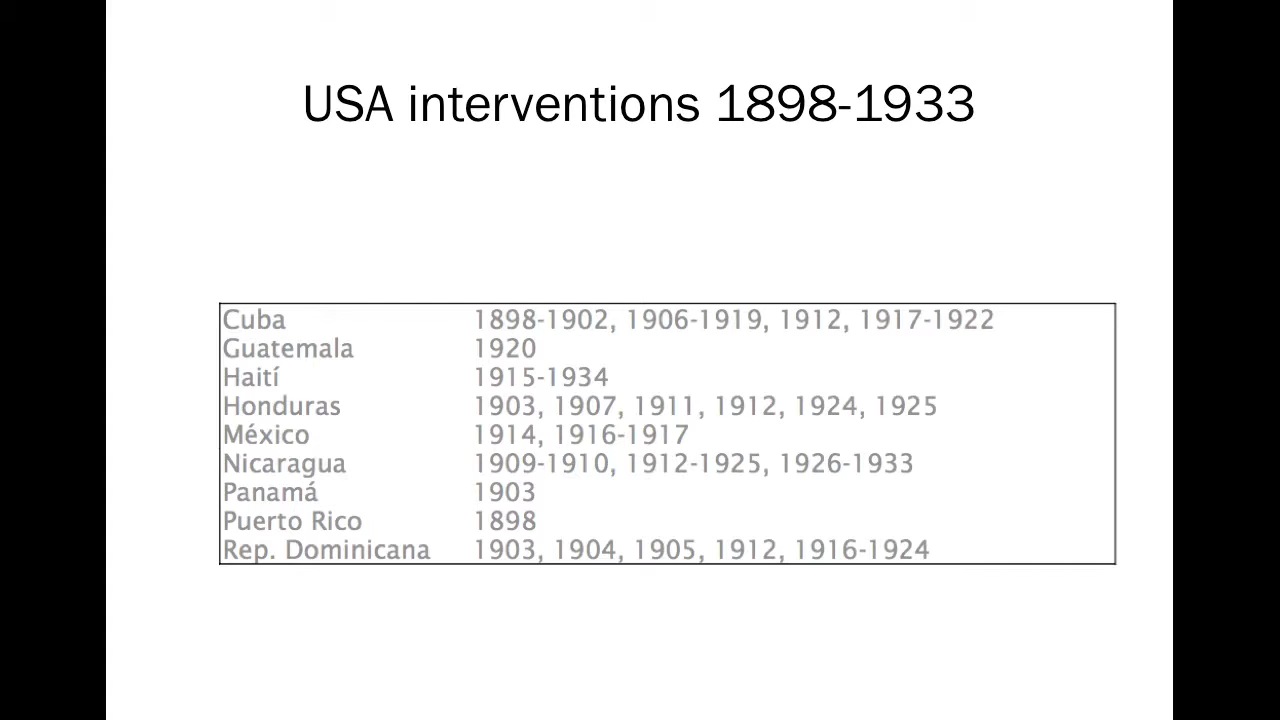 USA interventions 1898-1933
Cuba 1898-1902, 1906-1919, 1912, 1917-1922
Guatemala 1920
Haití 1915-1934
Honduras 1903, 1907, 1911, 1912, 1924, 1925
México 1914, 1916-1917
Nicaragua 1909-1910, 1912-1925, 1926-1933
Panamá 1903
Puerto Rico 1898
Rep. Dominicana 1903, 1904, 1905, 1912, 1916-1924